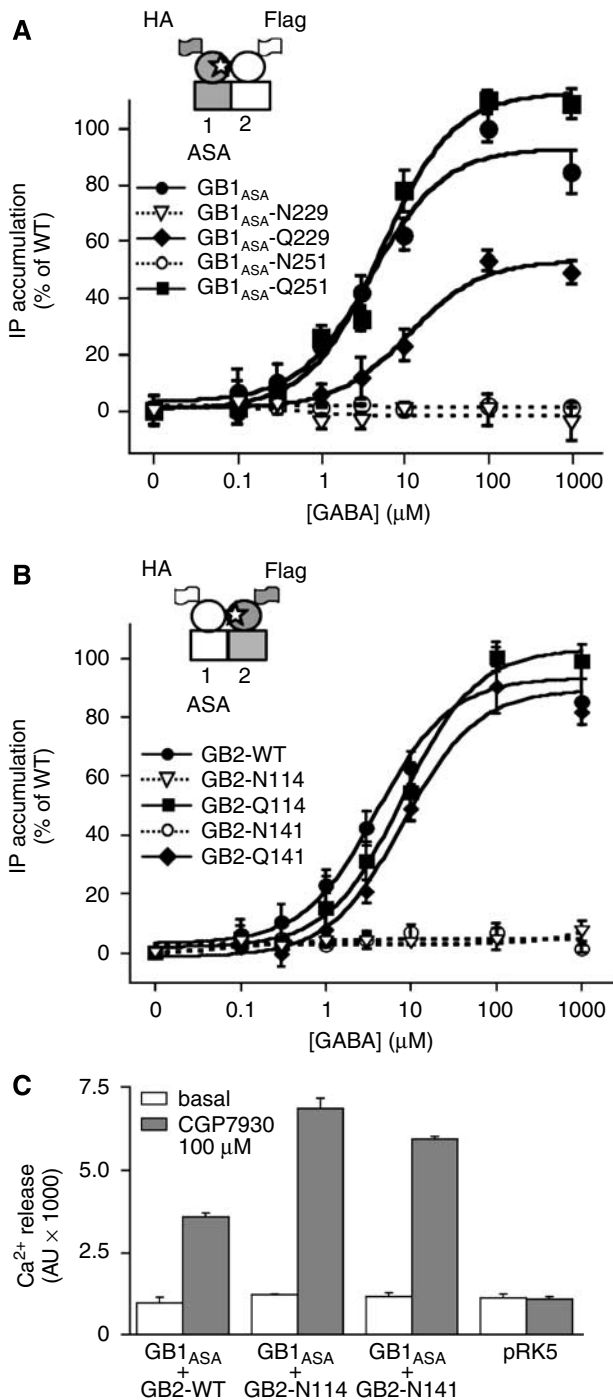 A
HA
Flag
1
2
ASA
GB1ASA
GB1ASA-N229
GB1ASA-Q229
GB1ASA-N251
GB1ASA-Q251
IP accumulation
(% of WT)
100
80
60
40
20
0
0
0.1
1
10
100
1000
[GABA] (μM)
B
HA
Flag
1
2
ASA
GB2-WT
GB2-N114
GB2-Q114
GB2-N141
GB2-Q141
IP accumulation
(% of WT)
100
80
60
40
20
0
0
0.1
1
10
100
1000
[GABA] (μM)
C
basal
CGP7930
100 μM
Ca2+ release
(AU × 1000)
7.5
5.0
2.5
0
GB1ASA
+
GB2-WT
GB1ASA
+
GB2-N114
GB1ASA
+
GB2-N141
pRK5